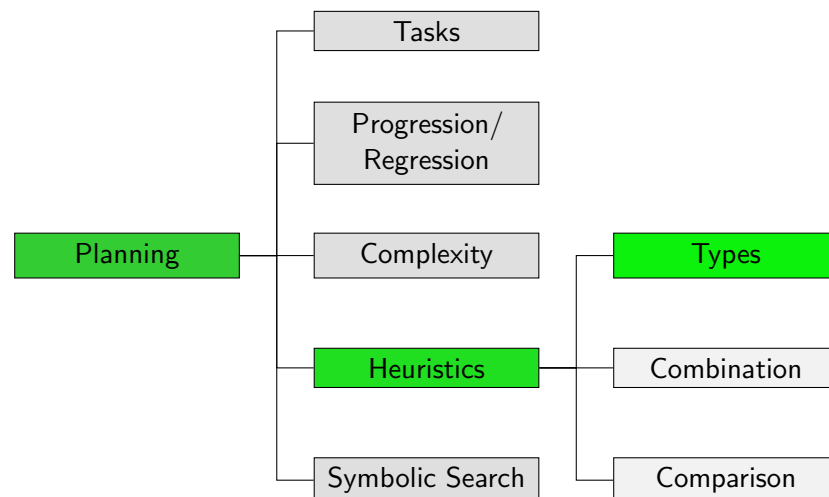 Tasks
Progression/
Regression
Planning
Complexity
Types
Heuristics
Combination
Symbolic Search
Comparison